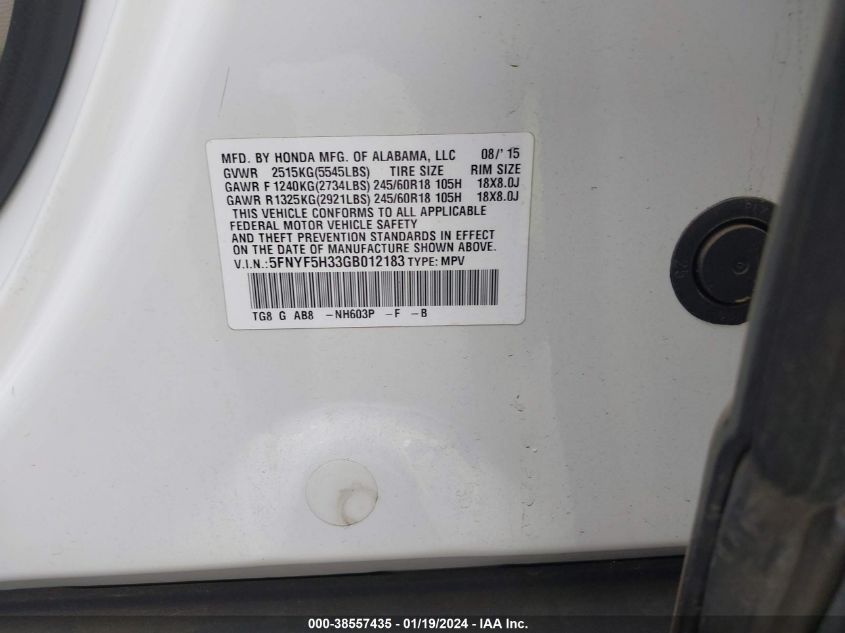 MFD. BY HONDA MFG. OF ALABAMA, LLC 08/'15
GVWR 2515KG(5545LBS) TIRE SIZE RIM SIZE
GAWR F 1240KG(2734LBS) 245/60R18 105H 18X8.0J
GAWR R1325KG(2921LBS) 245/60R18 105H 18X8.0J
THIS VEHICLE CONFORMS TO ALL APPLICABLE
FEDERAL MOTOR VEHICLE SAFETY
AND THEFT PREVENTION STANDARDS IN EFFECT
ON THE DATE OF MANUFACTURE SHOWN ABOVE.
V.I.N.: 5FNYF5H33GB012183 TYPE: MPV
TG8 G AB8 -NH603P -F -B
000-38557435 - 01/19/2024 - IAA Inc.